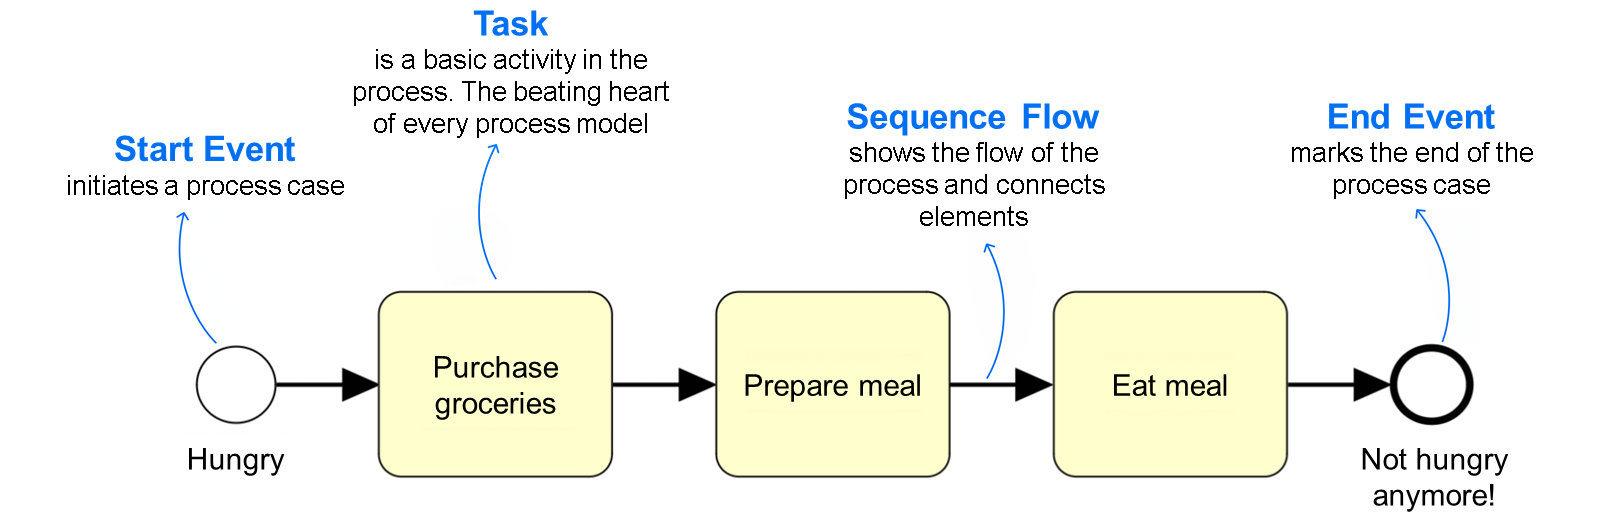 Task
is a basic activity in the
process. The beating heart
of every process model
Start Event
initiates a process case
Sequence Flow
shows the flow of the
process and connects
elements
End Event
marks the end of the
process case
Hungry
Purchase
groceries
Prepare meal
Eat meal
Not hungry
anymore!